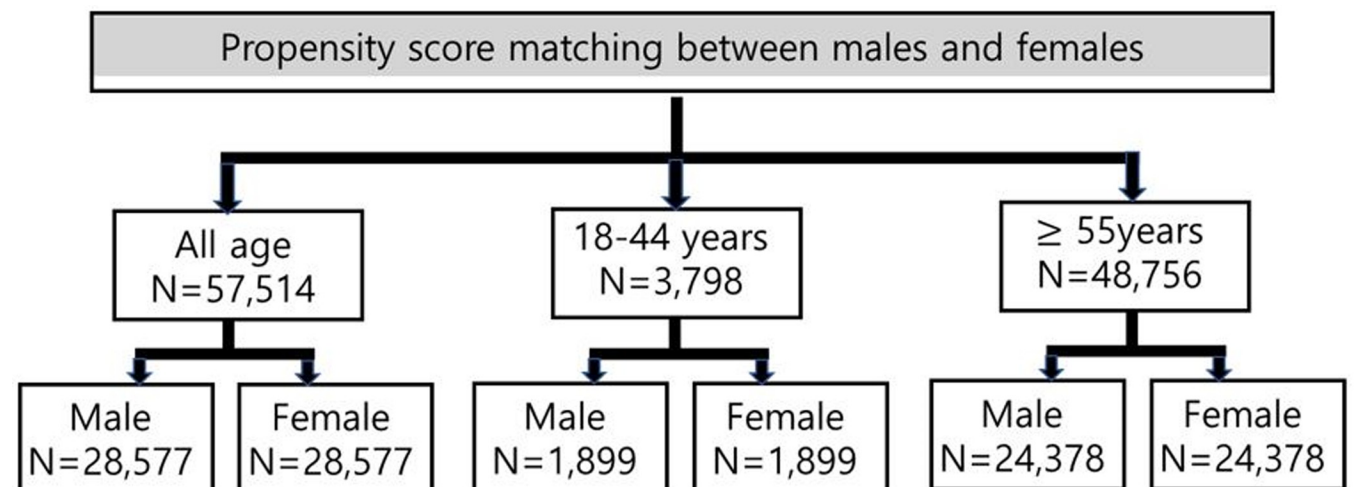 Propensity score matching between males and females
All age
N=57,514
18-44 years
N=3,798
≥ 55years
N=48,756
Male
N=28,577
Female
N=28,577
Male
N=1,899
Female
N=1,899
Male
N=24,378
Female
N=24,378